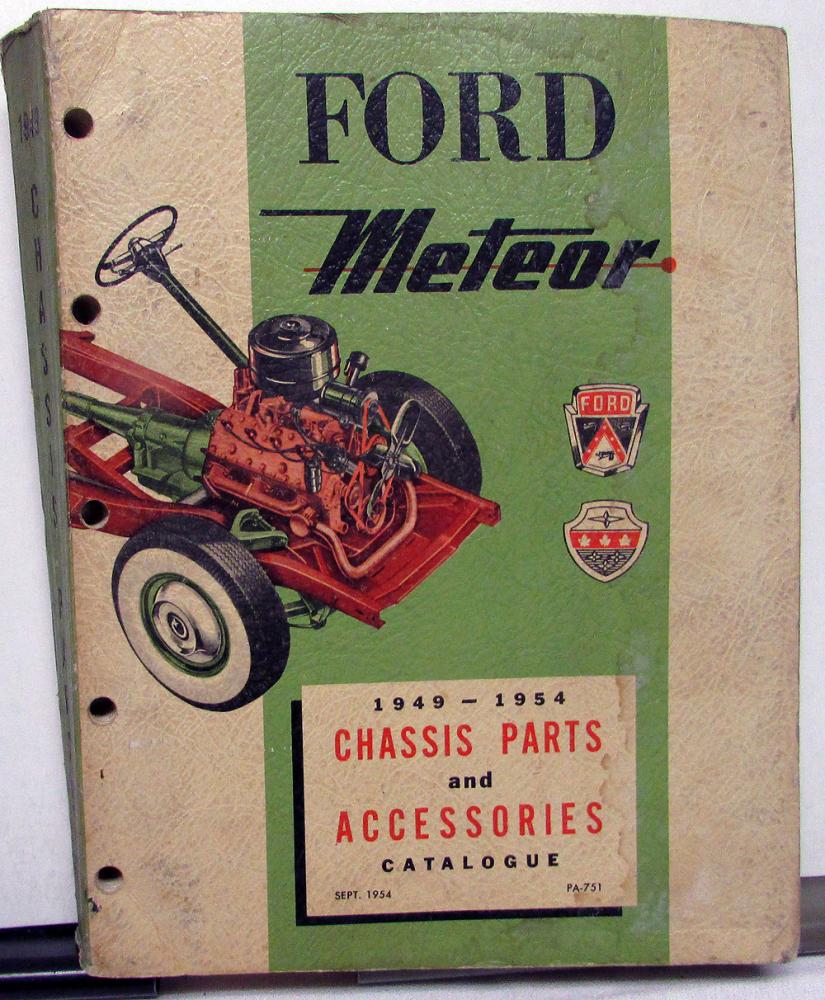 FORD
Meteor
FORD
1949 – 1954
CHASSIS PARTS
and
ACCESSORIES
CATALOGUE
SEPT. 1954 PA-751
1949 CHASSIS